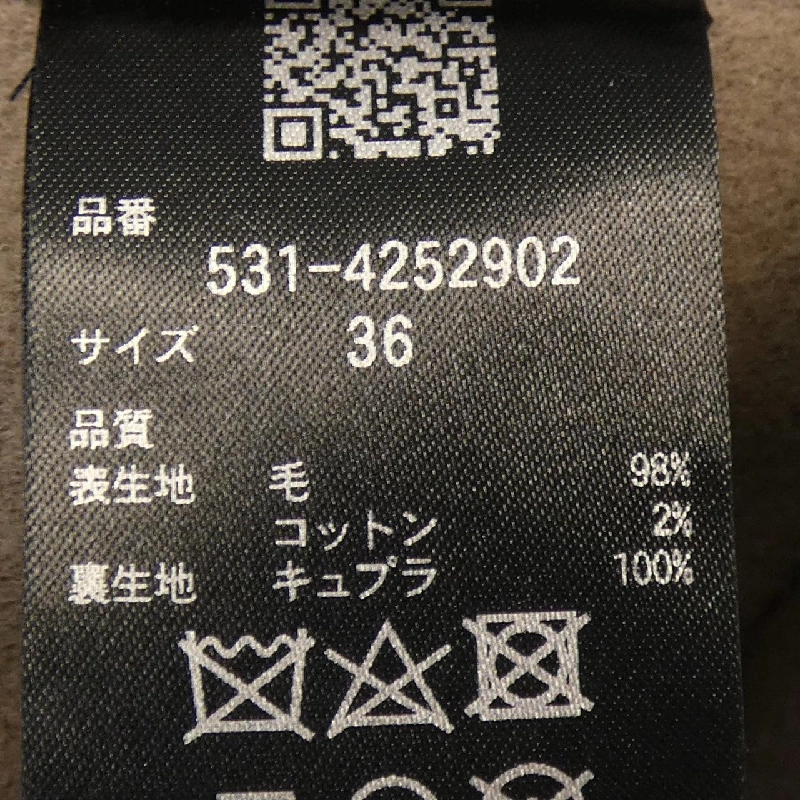 品番
531-4252902
サイズ 36
品質
表生地 毛 98%
コットン 2%
裏生地 キュプラ 100%